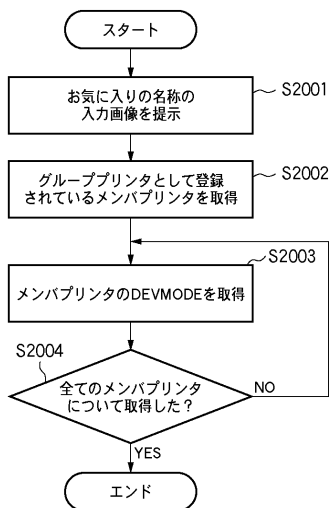 スタート
お気に入りの名称の
入力画像を提示
S2001
グループプリンタとして登録
されているメンバプリンタを取得
S2002
S2003
メンバプリンタのDEVMODEを取得
S2004
全てのメンバプリンタ
について取得した?
NO
YES
エンド